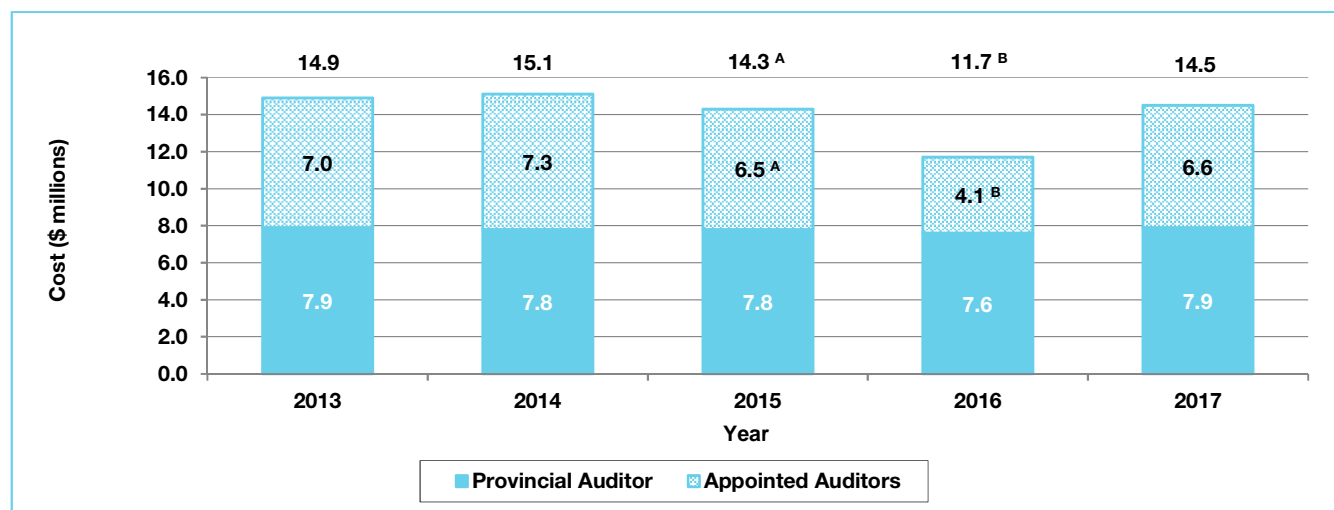 14.9 15.1 14.3 A 11.7 B 14.5
16.0
14.0
12.0
10.0
8.0
6.0
4.0
2.0
0.0
Cost ($ millions)
7.0 7.3 6.5 A 4.1 B 6.6
7.9 7.8 7.8 7.6 7.9
2013 2014 2015 2016 2017
Year
Provincial Auditor Appointed Auditors